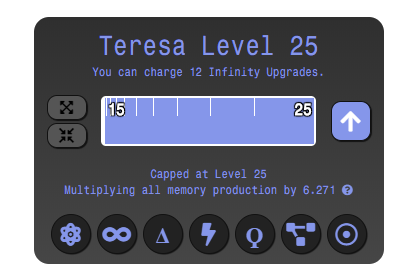 Teresa Level 25
You can charge 12 Infinity Upgrades.
15 25
Capped at Level 25
Multiplying all memory production by 6.271 ?
∞ Δ Ϙ